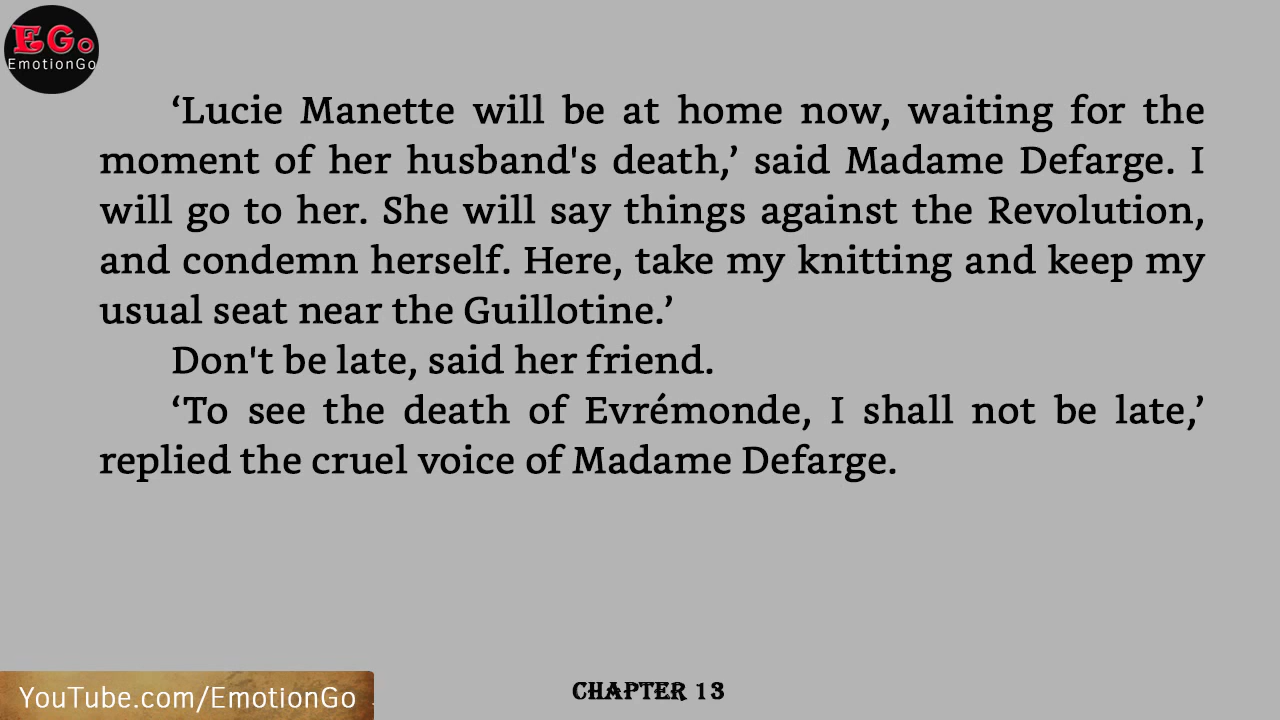 EGo
EmotionGo
‘Lucie Manette will be at home now, waiting for the
moment of her husband's death,’ said Madame Defarge. I
will go to her. She will say things against the Revolution,
and condemn herself. Here, take my knitting and keep my
usual seat near the Guillotine.’
Don't be late, said her friend.
‘To see the death of Evrémonde, I shall not be late,’
replied the cruel voice of Madame Defarge.
YouTube.com/EmotionGo
CHAPTER 13